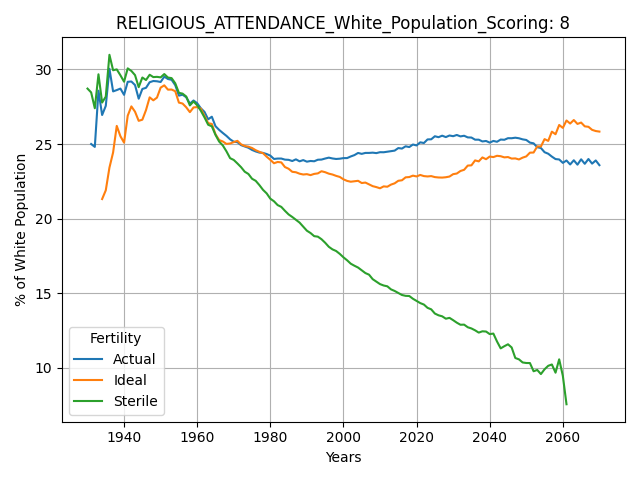 RELIGIOUS_ATTENDANCE_White_Population_Scoring: 8
% of White Population
30
25
20
15
10
Fertility
Actual
Ideal
Sterile
1940 1960 1980 2000 2020 2040 2060
Years